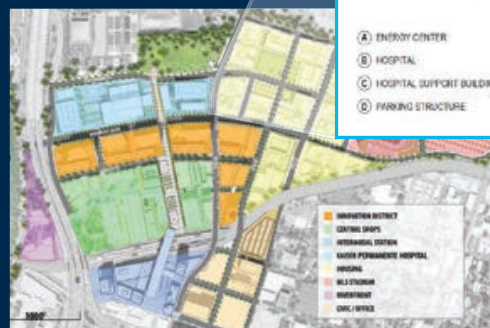 A ENERGY CENTER
B HOSPITAL
C HOSPITAL SUPPORT BUILDIN
D PARKING STRUCTURE
INNOVATION DISTRICT
CENTRAL SHOPS
INTERMODAL STATION
KAISER PERMANENTE HOSPITAL
HOUSING
MLS STADIUM
RIVERFRONT
CIVIC / OFFICE